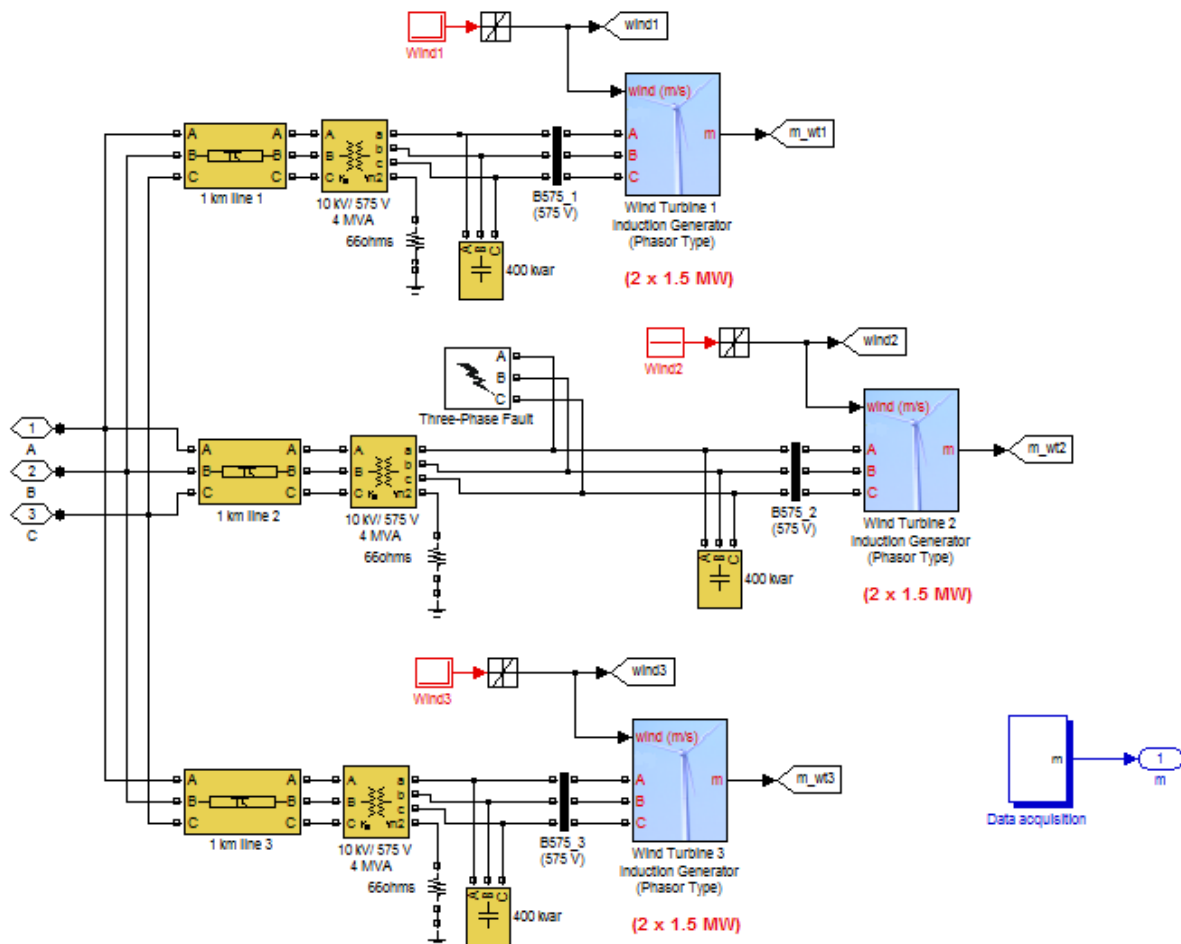 wind1
Wind1
wind (m/s)
A
B
C
A
B
C
A
B
C
a
b
c
n2
A
B
C
m
m_wt1
1 km line 1
10 kV/ 575 V
4 MVA
66ohms
A
B
C
400 kvar
B575_1
(575 V)
Wind Turbine 1
Induction Generator
(Phasor Type)
(2 x 1.5 MW)
wind2
Wind2
A
B
C
Three-Phase Fault
wind (m/s)
1
A
2
B
3
C
A
B
C
A
B
C
A
B
C
a
b
c
n2
A
B
C
m
m_wt2
1 km line 2
10 kV/ 575 V
4 MVA
66ohms
A
B
C
400 kvar
B575_2
(575 V)
Wind Turbine 2
Induction Generator
(Phasor Type)
(2 x 1.5 MW)
wind3
Wind3
wind (m/s)
A
B
C
A
B
C
A
B
C
a
b
c
n2
A
B
C
m
m_wt3
1 km line 3
10 kV/ 575 V
4 MVA
66ohms
A
B
C
400 kvar
B575_3
(575 V)
Wind Turbine 3
Induction Generator
(Phasor Type)
(2 x 1.5 MW)
m
1
m
Data acquisition